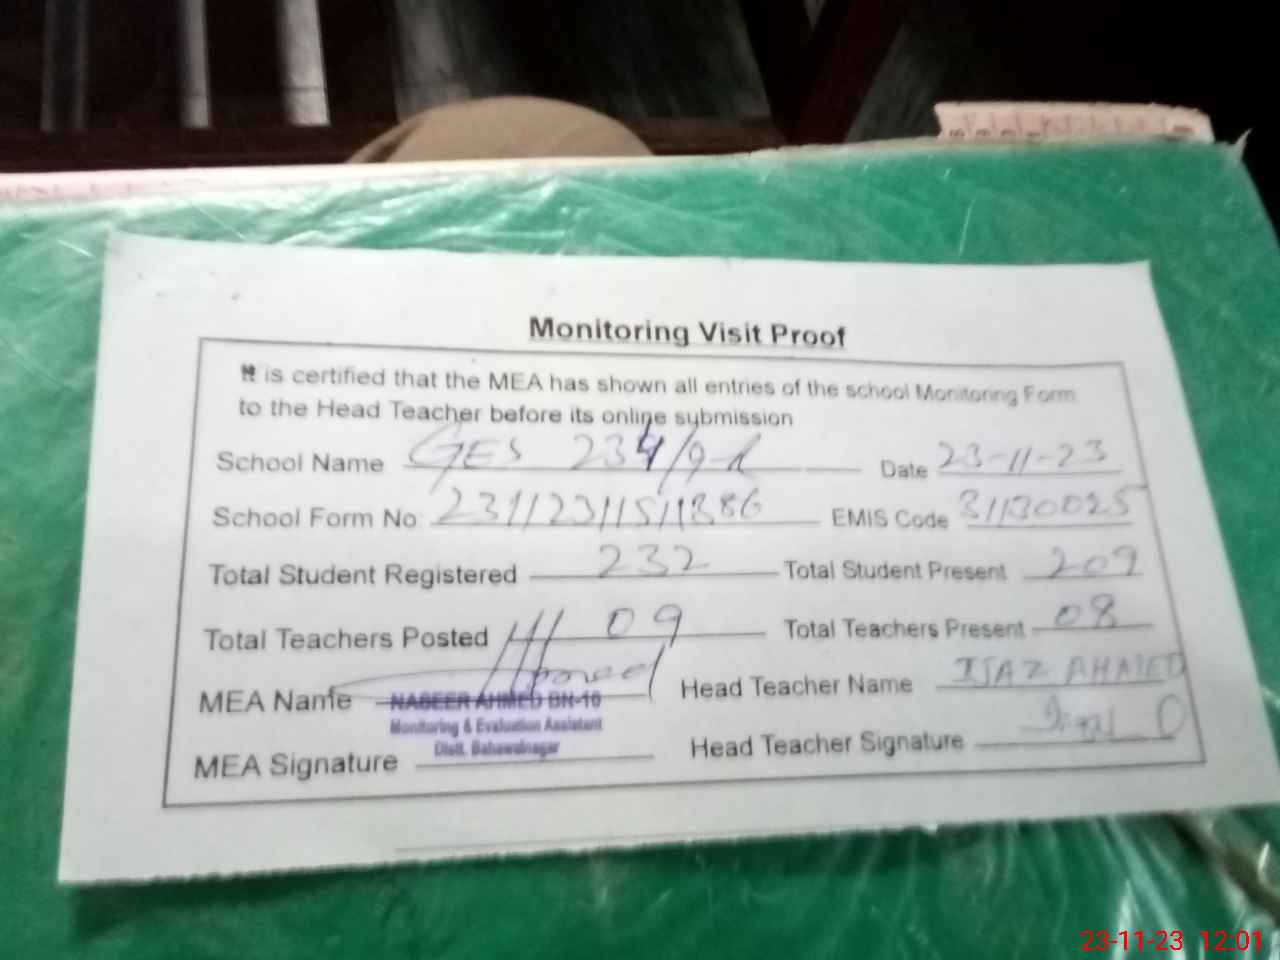 Monitoring Visit Proof
It is certified that the MEA has shown all entries of the school Monitoring Form
to the Head Teacher before its online submission
School Name GES 234/9-R Date 23-11-23
School Form No 23112311511386 EMIS Code 31130025
Total Student Registered 232 Total Student Present 209
Total Teachers Posted 09 Total Teachers Present 08
MEA Name NABEER AHMED BN-10 Head Teacher Name IJAZ AHMED
Monitoring & Evaluation Assistant
Distt. Bahawalnagar
MEA Signature Head Teacher Signature
23-11-23 12:01